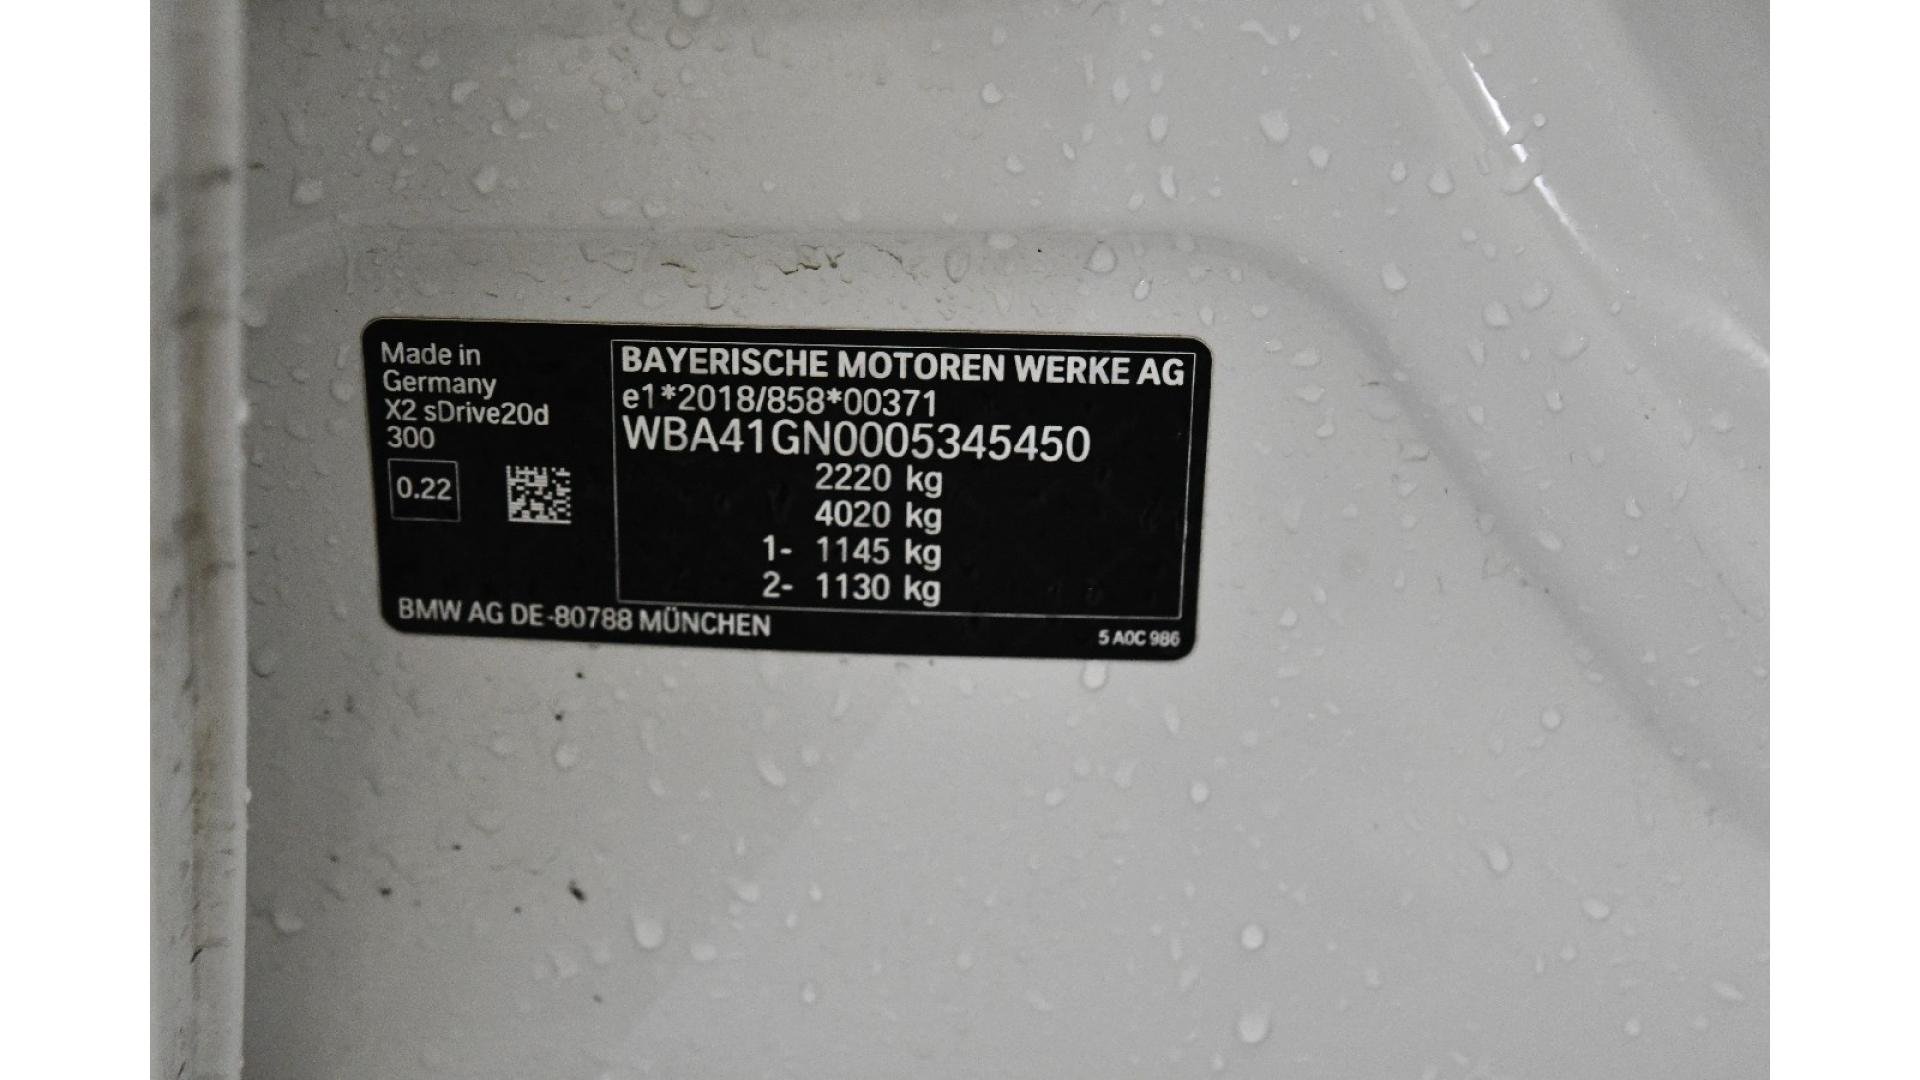 Made in
Germany
X2 sDrive20d
300
0.22
BAYERISCHE MOTOREN WERKE AG
e1*2018/858*00371
WBA41GN0005345450
2220 kg
4020 kg
1- 1145 kg
2- 1130 kg
BMW AG DE-80788 MÜNCHEN
5 A0C 986